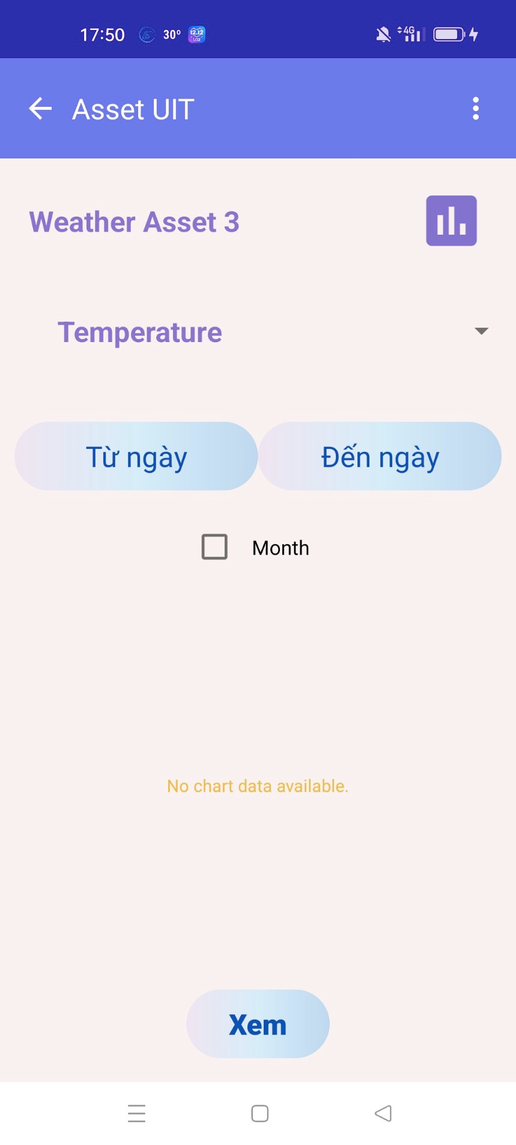 17:50 30° 4G
Asset UIT
Weather Asset 3
Temperature
Từ ngày Đến ngày
Month
No chart data available.
Xem